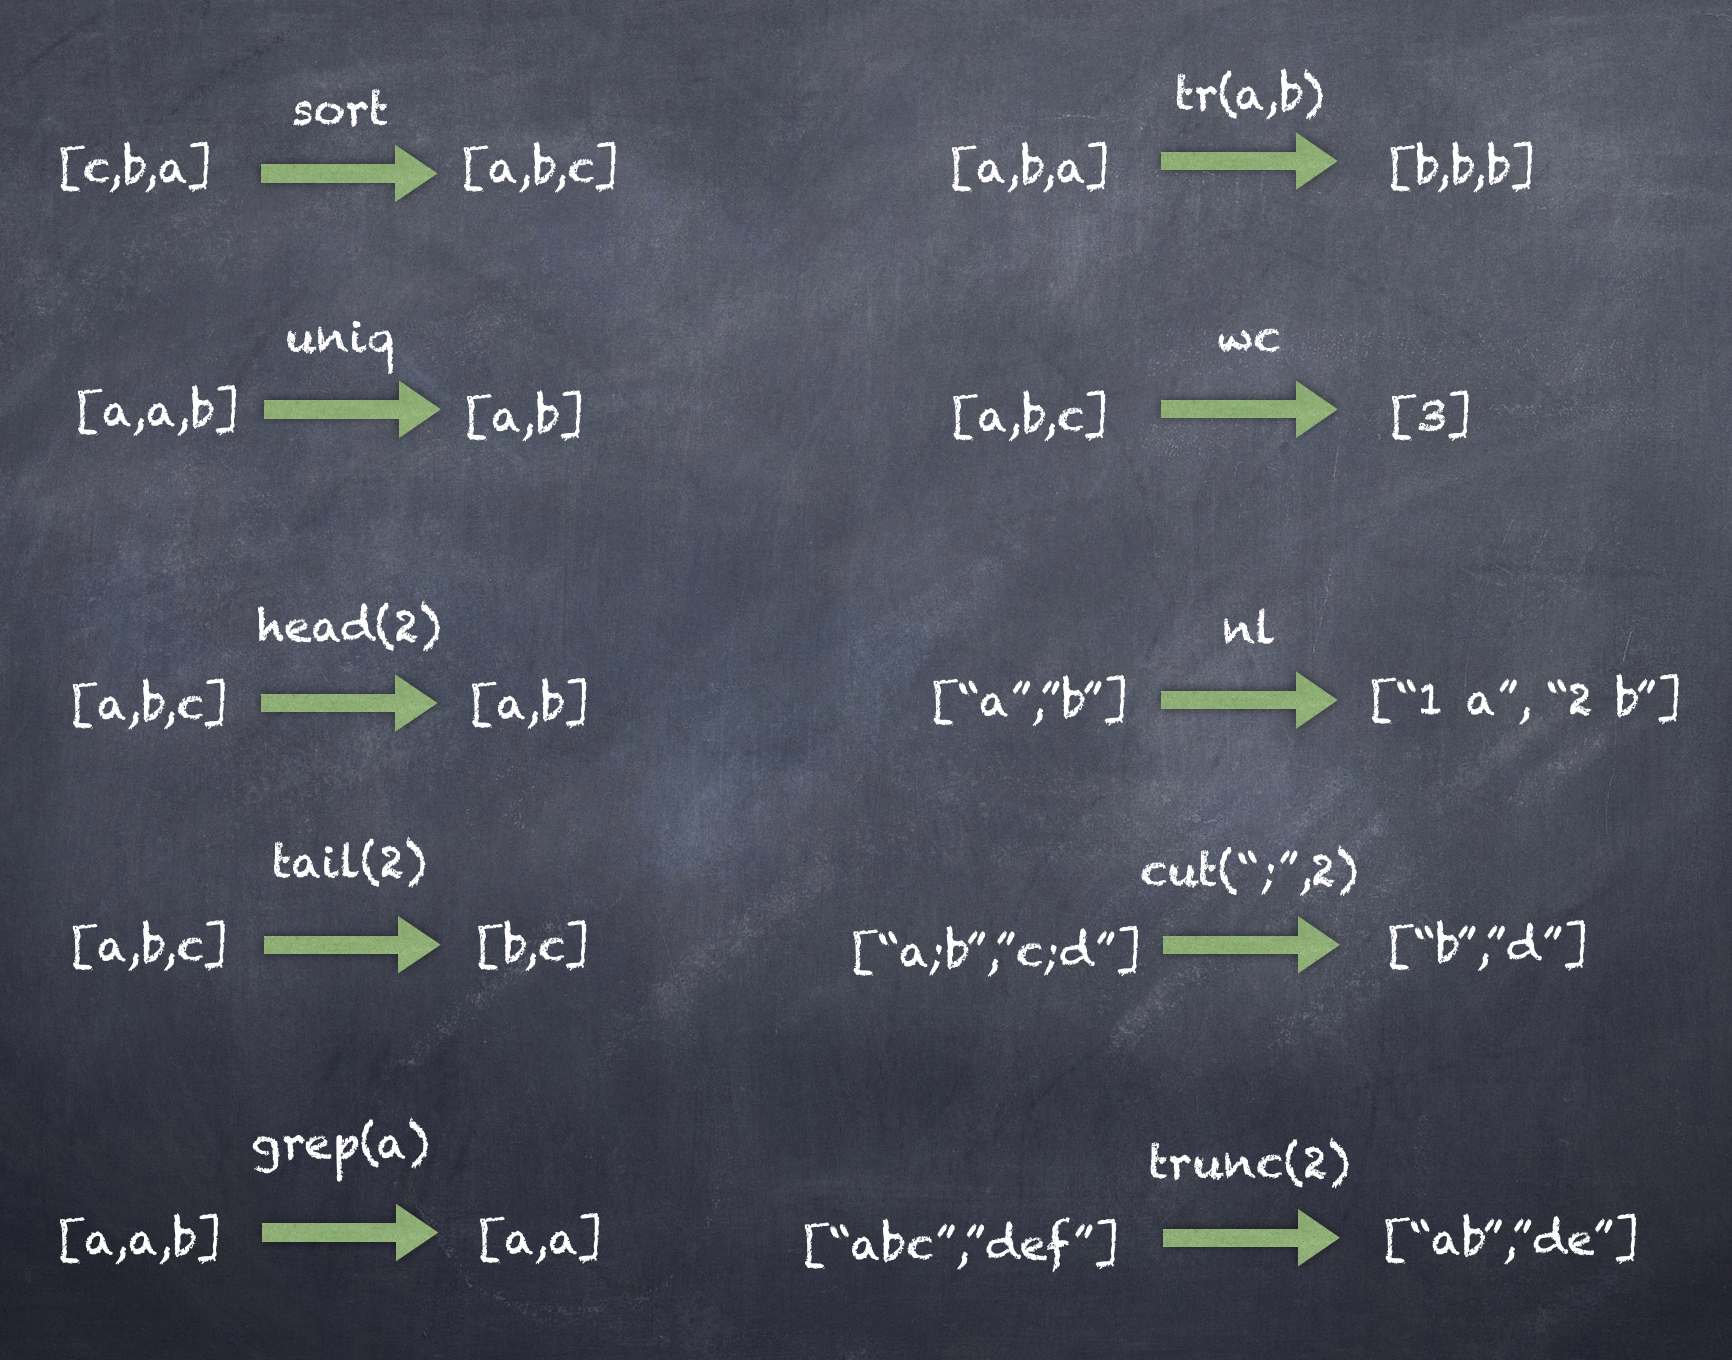 sort
[c,b,a] [a,b,c]
uniq
[a,a,b] [a,b]
head(2)
[a,b,c] [a,b]
tail(2)
[a,b,c] [b,c]
grep(a)
[a,a,b] [a,a]
tr(a,b)
[a,b,a] [b,b,b]
wc
[a,b,c] [3]
nl
[“a”,”b”] [“1 a”, “2 b”]
cut(“;”,2)
[“a;b”,”c;d”] [“b”,”d”]
trunc(2)
[“abc”,”def”] [“ab”,”de”]